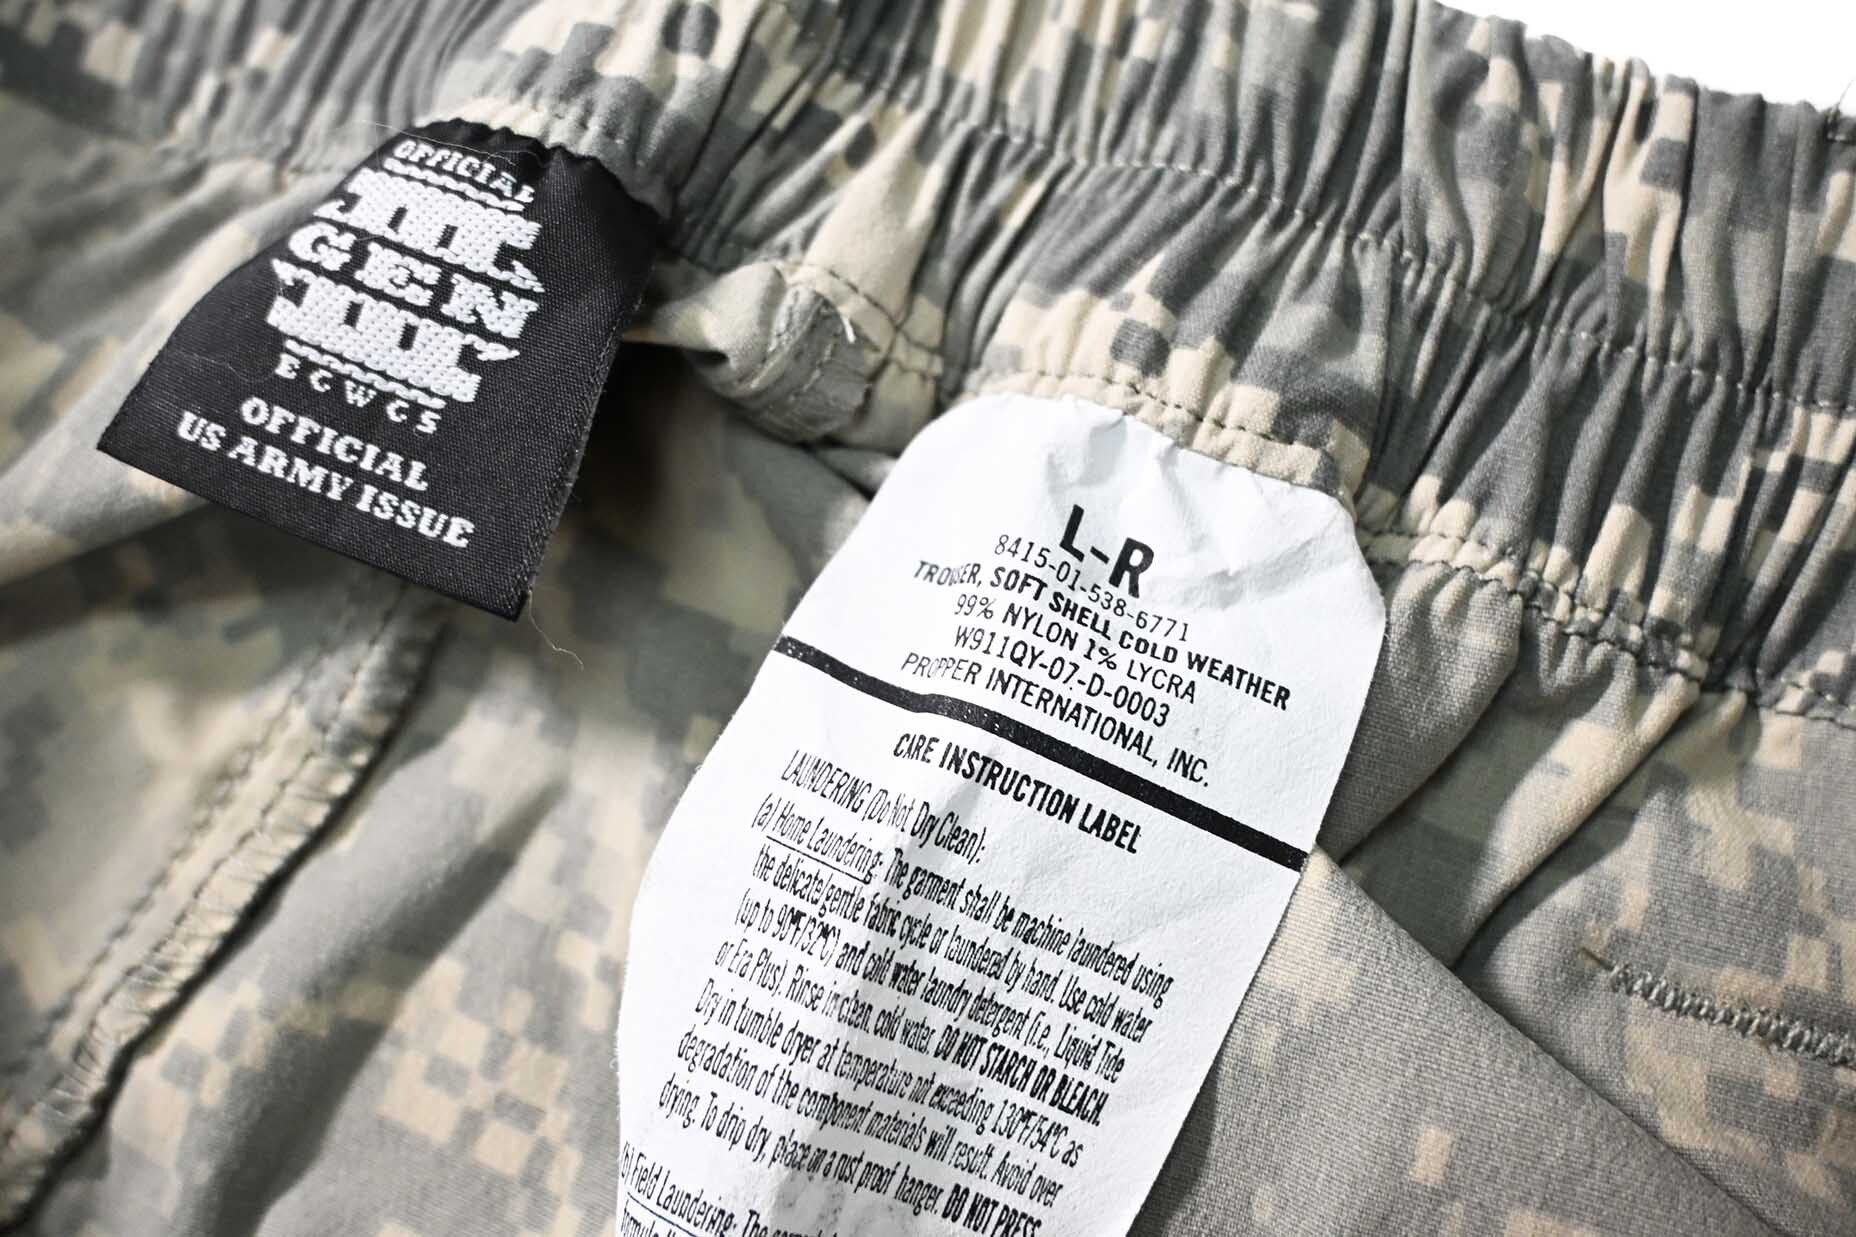 OFFICIAL
GEN
ECWCS
OFFICIAL
US ARMY ISSUE
L-R
8415-01-538-6771
TROUSER, SOFT SHELL COLD WEATHER
99% NYLON 1% LYCRA
W911QY-07-D-0003
PROPPER INTERNATIONAL, INC.
CARE INSTRUCTION LABEL
LAUNDERING (Do Not Dry Clean):
(a) Home Laundering: The garment shall be machine laundered using
the delicate/gentle fabric cycle or laundered by hand. Use cold water
(up to 90°F/32°C) and cold water laundry detergent (i.e., Liquid Tide
or Era Plus). Rinse in clean, cold water. DO NOT STARCH OR BLEACH.
Dry in tumble dryer at temperature not exceeding 130°F/54°C as
degradation of the component materials will result. Avoid over
drying. To drip dry, place on a rust proof hanger. DO NOT PRESS.
(b) Field Laundering: The
formula